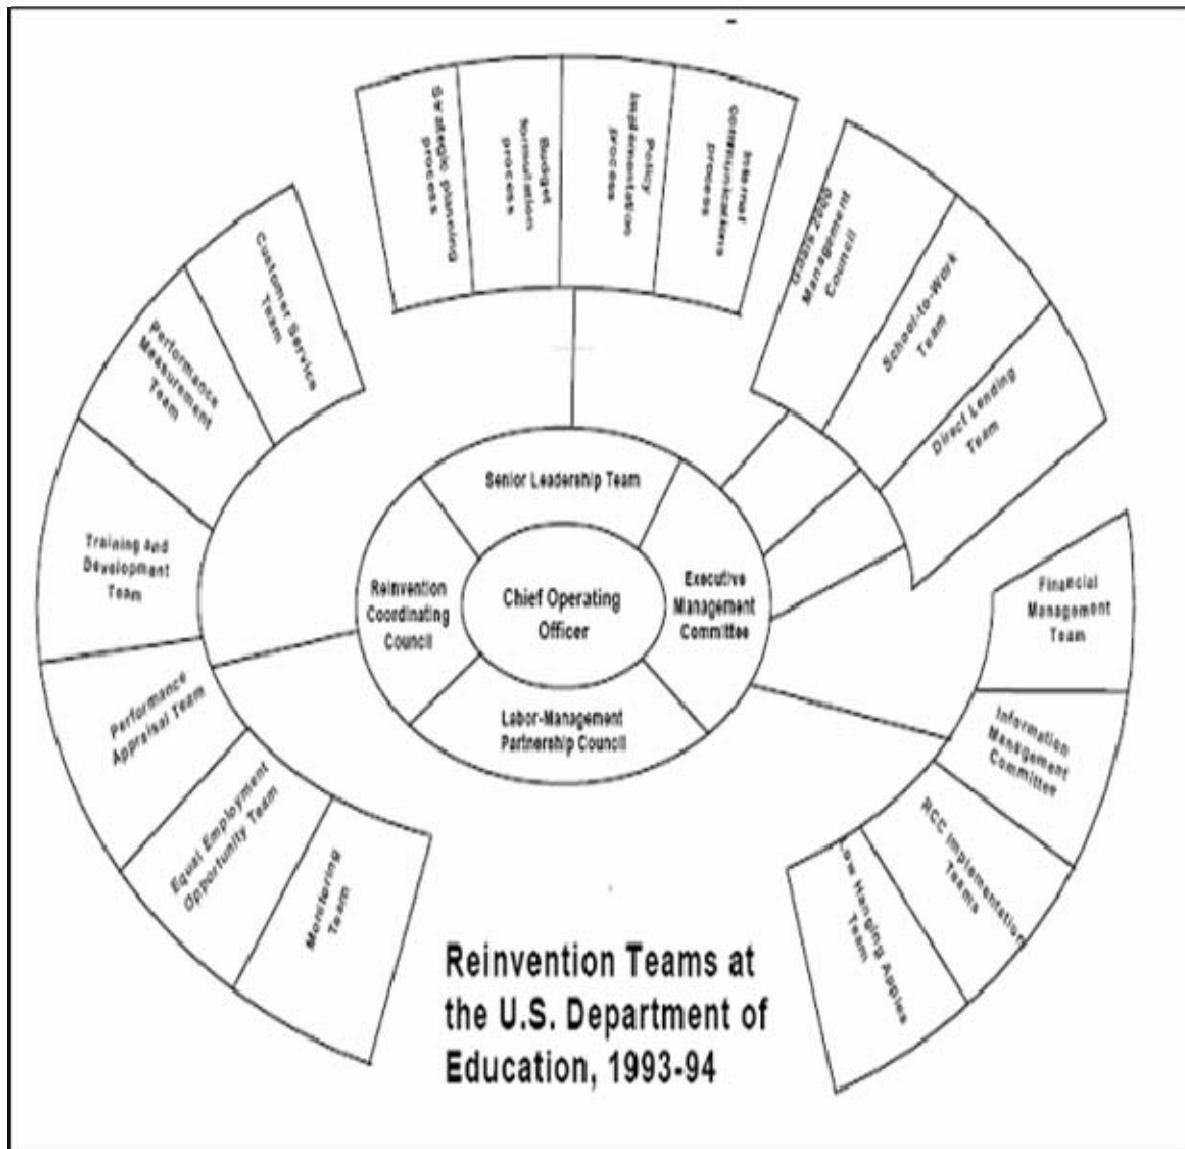 Strategic planning
process
Budget
formulation
process
Policy
Implementation
process
Internal
communications
process
Goals 2000
Management
Council
School-to-Work
Team
Direct Lending
Team
Customer Service
Team
Performance
Measurement
Team
Training And
Development
Team
Performance
Appraisal Team
Equal Employment
Opportunity Team
Monitoring
Team
Senior Leadership Team
Reinvention
Coordinating
Council
Chief Operating
Officer
Executive
Management
Committee
Labor-Management
Partnership Council
Financial
Management
Team
Information
Management
Committee
RCC Implementation
Teams
Low Hanging Apples
Team
Reinvention Teams at
the U.S. Department of
Education, 1993-94